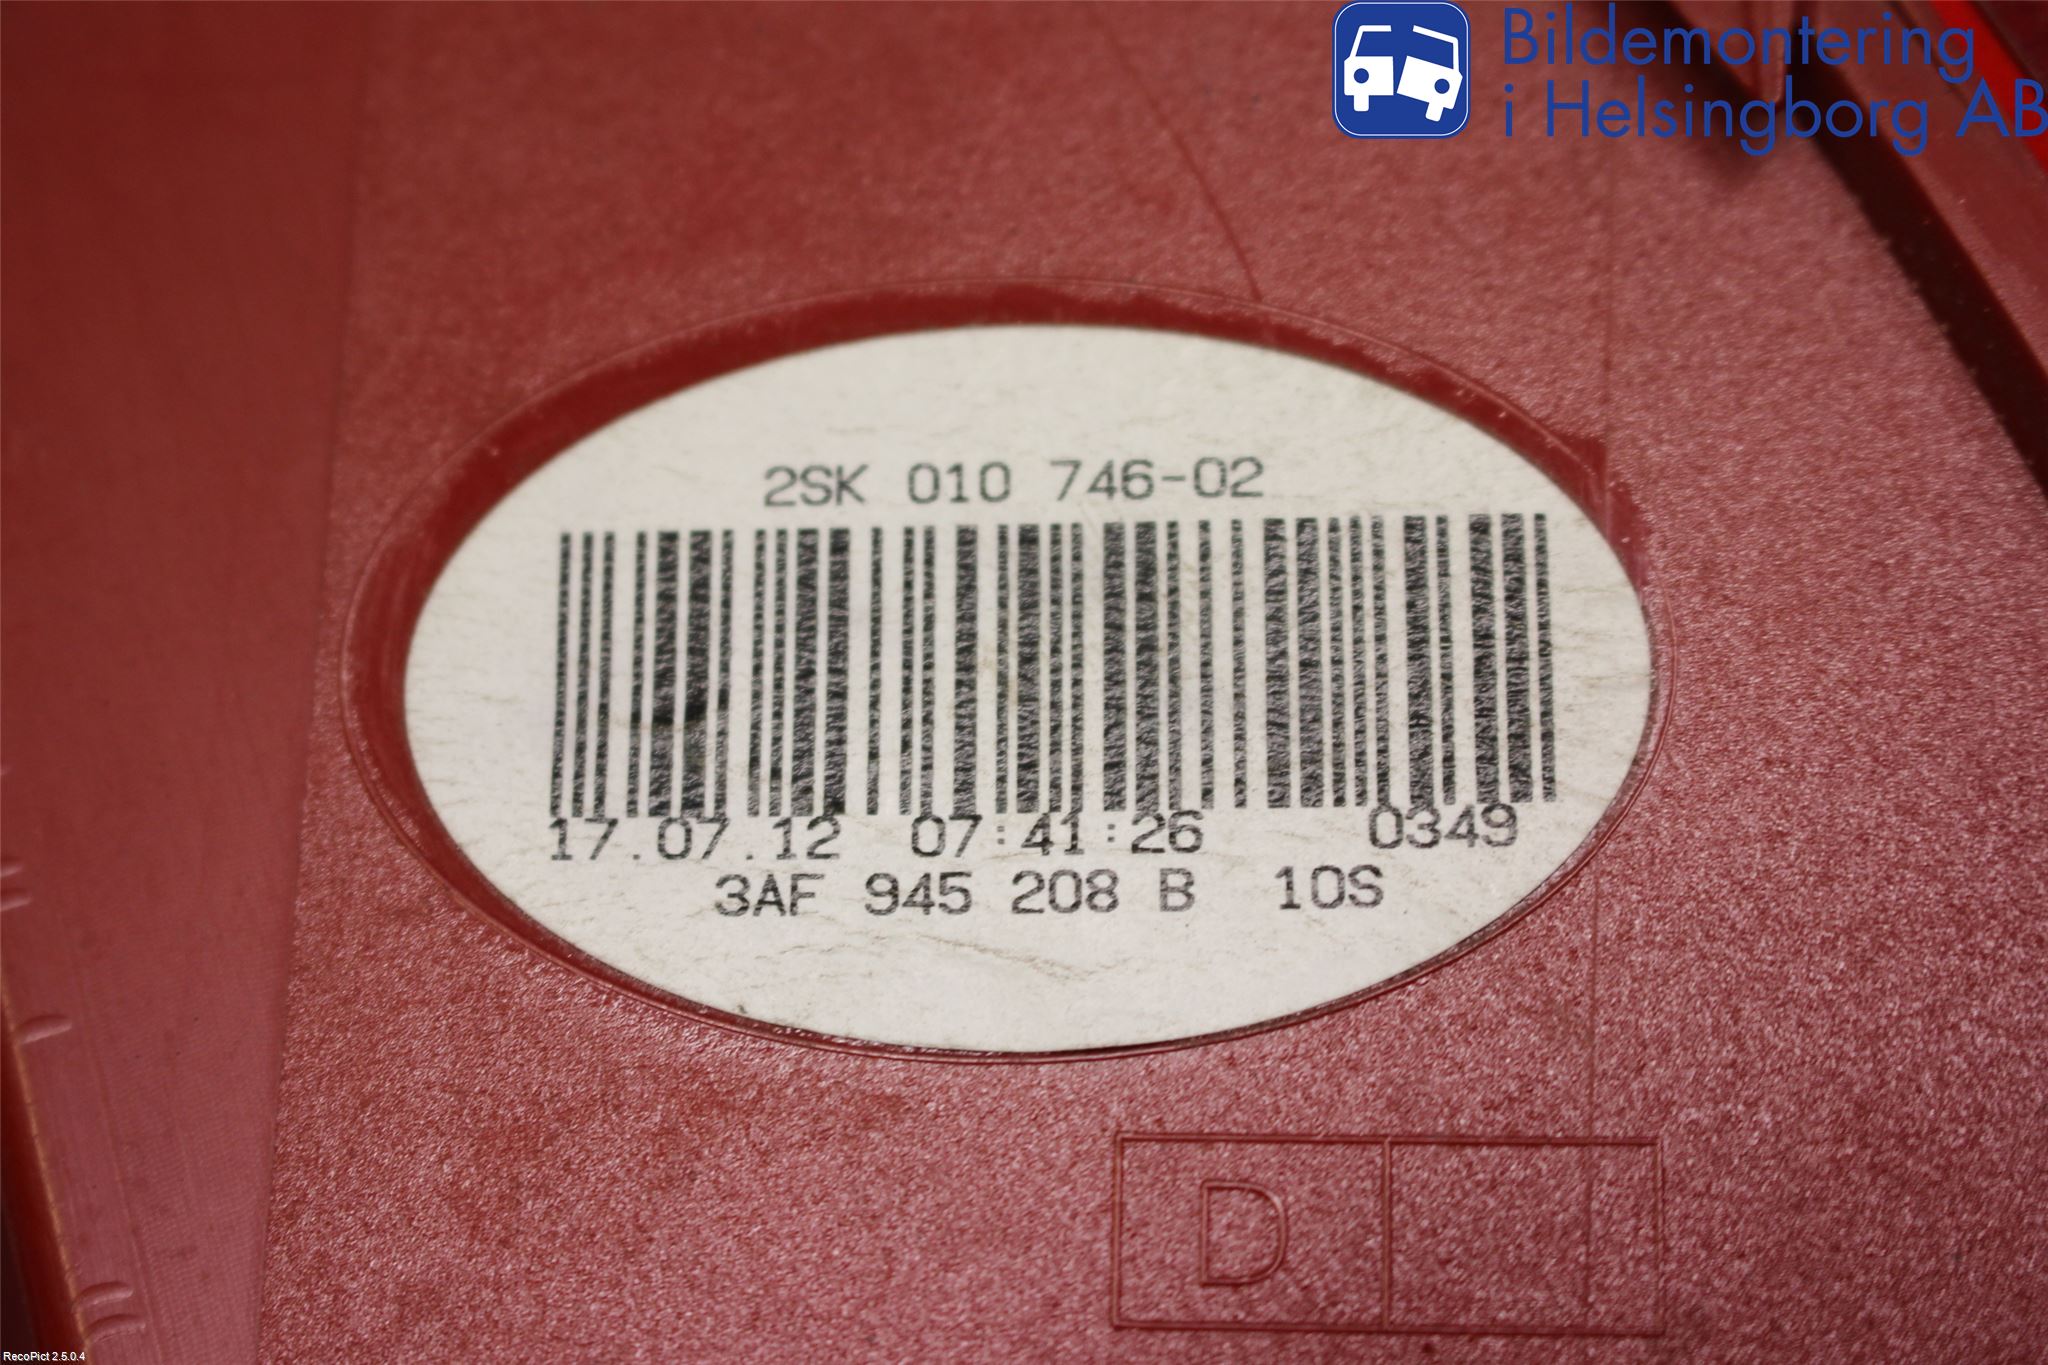 Bildemontering
i Helsingborg AB
2SK 010 746-02
17.07.12 07:41:26 0349
3AF 945 208 B 10S
D
RecoPict 2.5.0.4